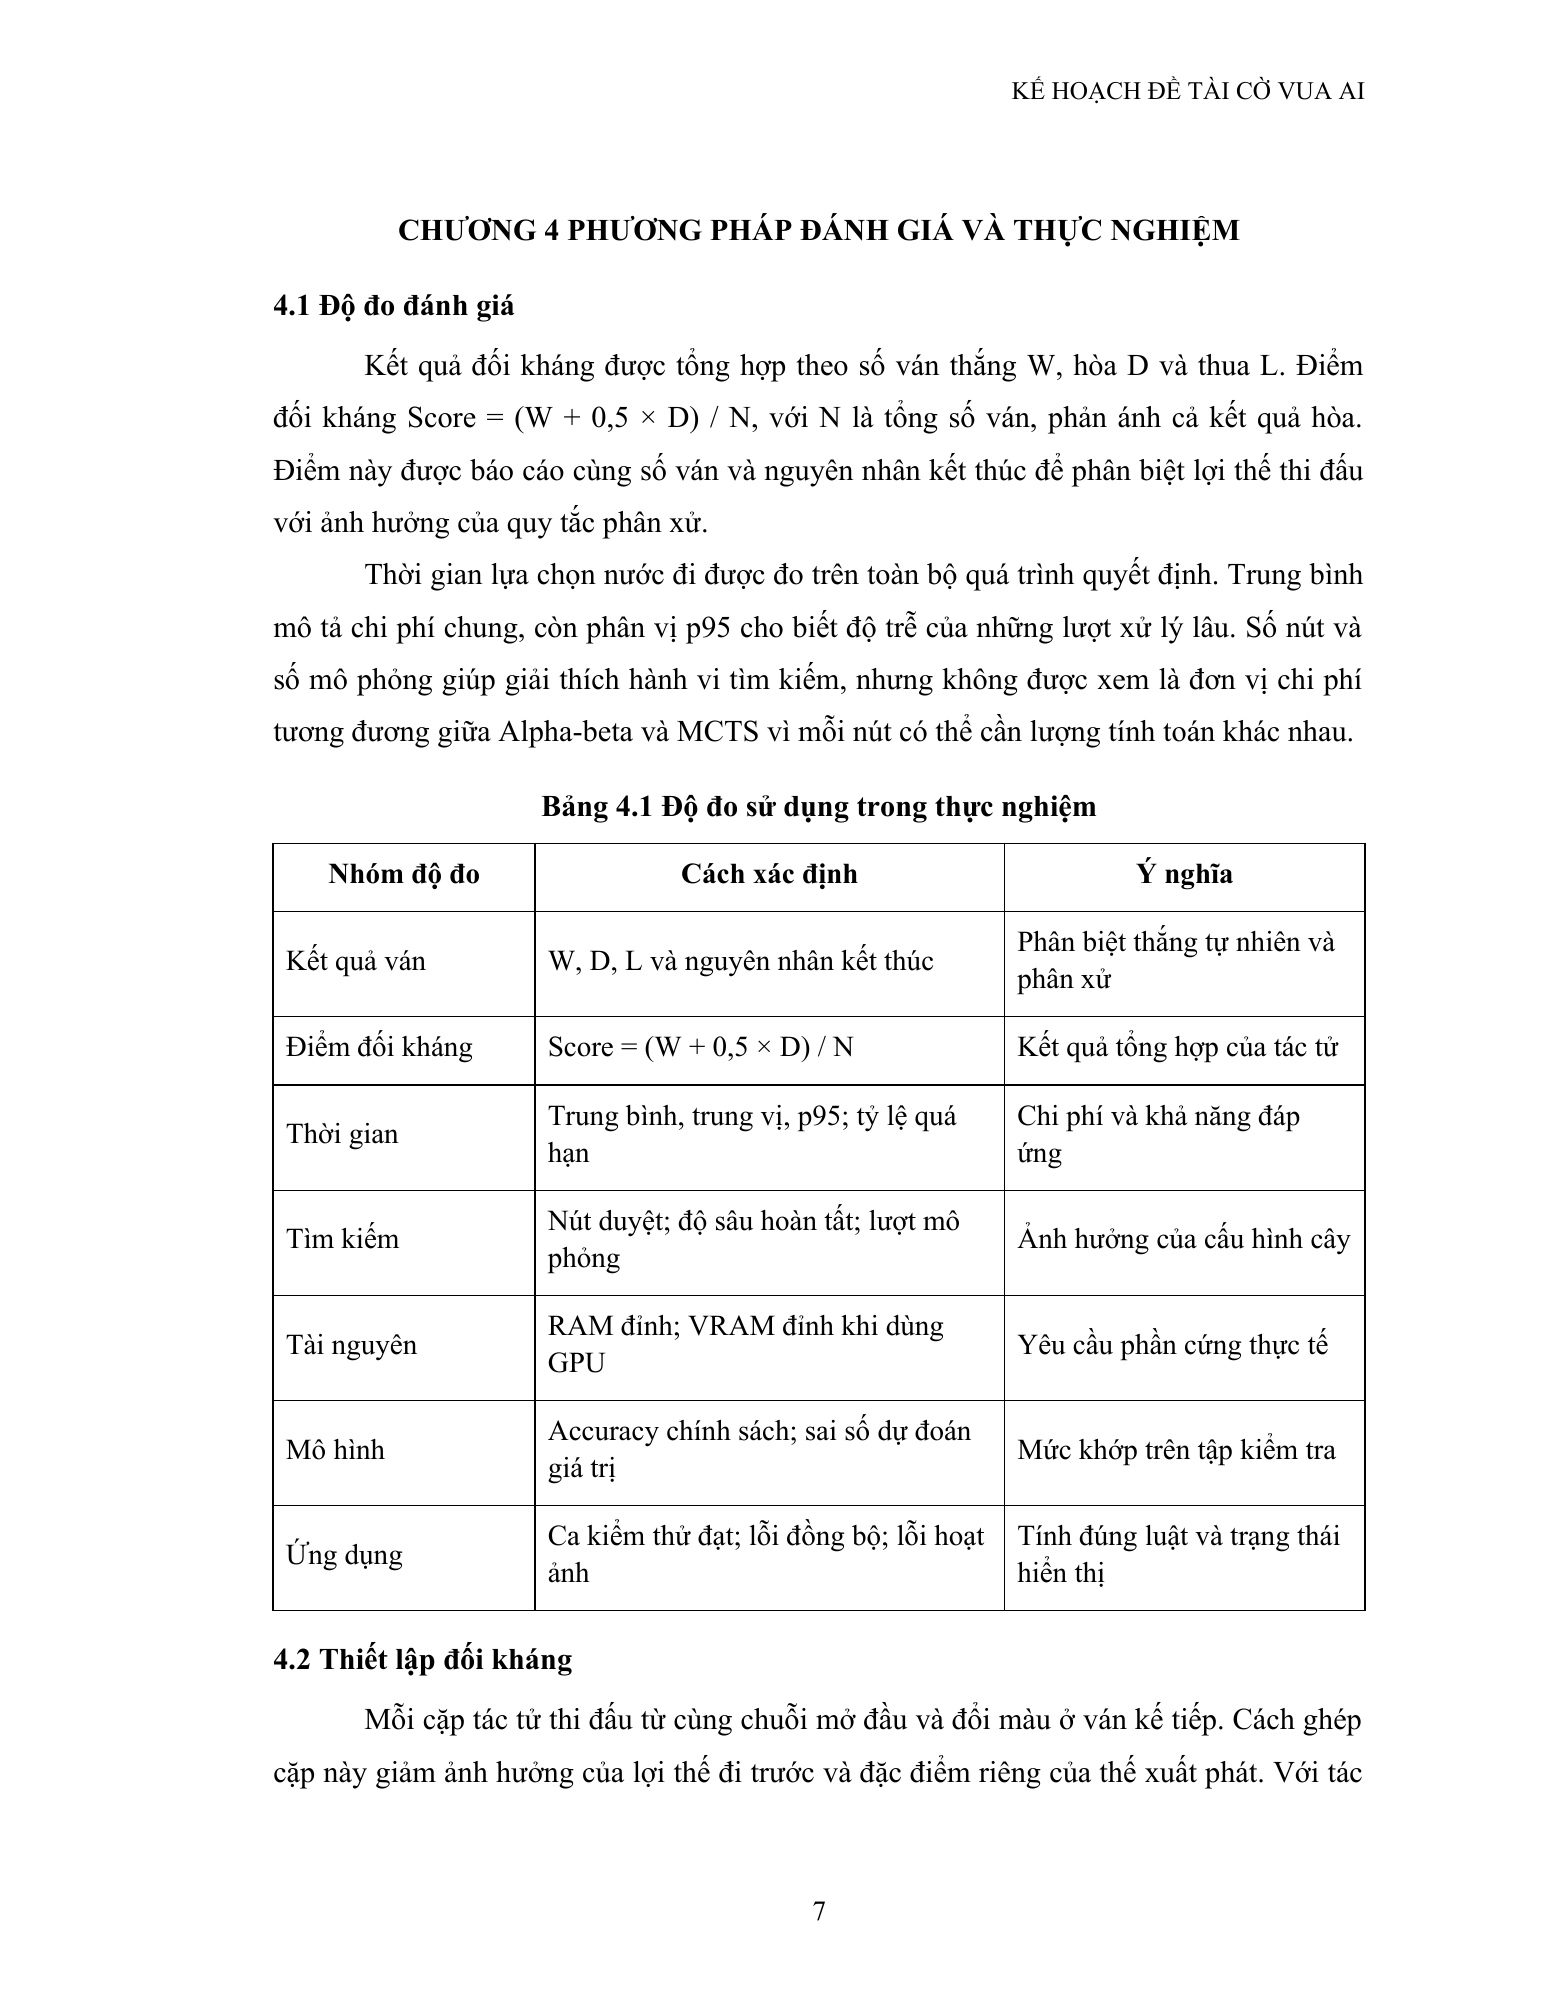 KẾ HOẠCH ĐỀ TÀI CỜ VUA AI
CHƯƠNG 4 PHƯƠNG PHÁP ĐÁNH GIÁ VÀ THỰC NGHIỆM
4.1 Độ đo đánh giá
Kết quả đối kháng được tổng hợp theo số ván thắng W, hòa D và thua L. Điểm
đối kháng Score = (W + 0,5 × D) / N, với N là tổng số ván, phản ánh cả kết quả hòa.
Điểm này được báo cáo cùng số ván và nguyên nhân kết thúc để phân biệt lợi thế thi đấu
với ảnh hưởng của quy tắc phân xử.
Thời gian lựa chọn nước đi được đo trên toàn bộ quá trình quyết định. Trung bình
mô tả chi phí chung, còn phân vị p95 cho biết độ trễ của những lượt xử lý lâu. Số nút và
số mô phỏng giúp giải thích hành vi tìm kiếm, nhưng không được xem là đơn vị chi phí
tương đương giữa Alpha-beta và MCTS vì mỗi nút có thể cần lượng tính toán khác nhau.
Bảng 4.1 Độ đo sử dụng trong thực nghiệm
Nhóm độ đo
Cách xác định
Ý nghĩa
Kết quả ván
W, D, L và nguyên nhân kết thúc
Phân biệt thắng tự nhiên và
phân xử
Điểm đối kháng
Score = (W + 0,5 × D) / N
Kết quả tổng hợp của tác tử
Thời gian
Trung bình, trung vị, p95; tỷ lệ quá
hạn
Chi phí và khả năng đáp
ứng
Tìm kiếm
Nút duyệt; độ sâu hoàn tất; lượt mô
phỏng
Ảnh hưởng của cấu hình cây
Tài nguyên
RAM đỉnh; VRAM đỉnh khi dùng
GPU
Yêu cầu phần cứng thực tế
Mô hình
Accuracy chính sách; sai số dự đoán
giá trị
Mức khớp trên tập kiểm tra
Ứng dụng
Ca kiểm thử đạt; lỗi đồng bộ; lỗi hoạt
ảnh
Tính đúng luật và trạng thái
hiển thị
4.2 Thiết lập đối kháng
Mỗi cặp tác tử thi đấu từ cùng chuỗi mở đầu và đổi màu ở ván kế tiếp. Cách ghép
cặp này giảm ảnh hưởng của lợi thế đi trước và đặc điểm riêng của thế xuất phát. Với tác
7